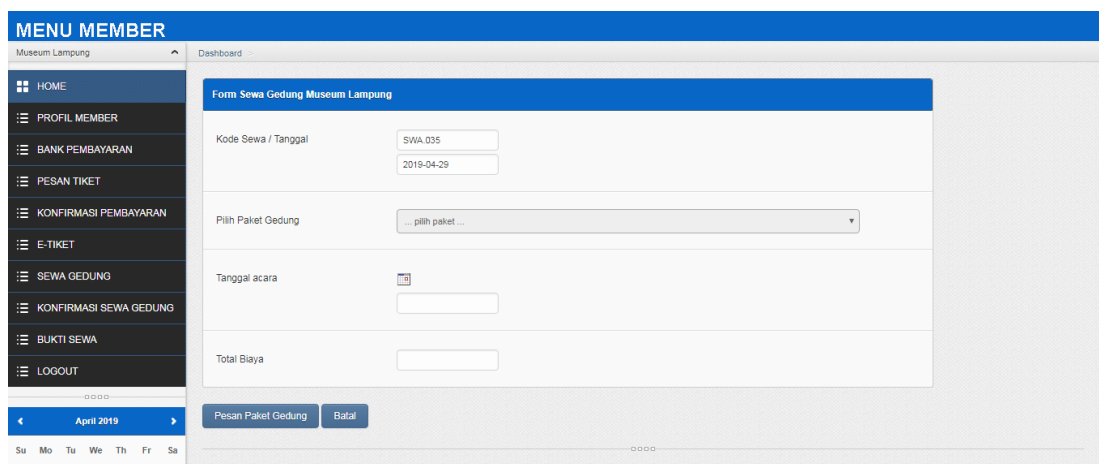 MENU MEMBER
Museum Lampung
Dashboard
HOME
PROFIL MEMBER
BANK PEMBAYARAN
PESAN TIKET
KONFIRMASI PEMBAYARAN
E-TIKET
SEWA GEDUNG
KONFIRMASI SEWA GEDUNG
BUKTI SEWA
LOGOUT
April 2019
Su Mo Tu We Th Fr Sa
Form Sewa Gedung Museum Lampung
Kode Sewa / Tanggal
SWA.035
2019-04-29
Pilih Paket Gedung
... pilih paket ...
Tanggal acara
Total Biaya
Pesan Paket Gedung
Batal